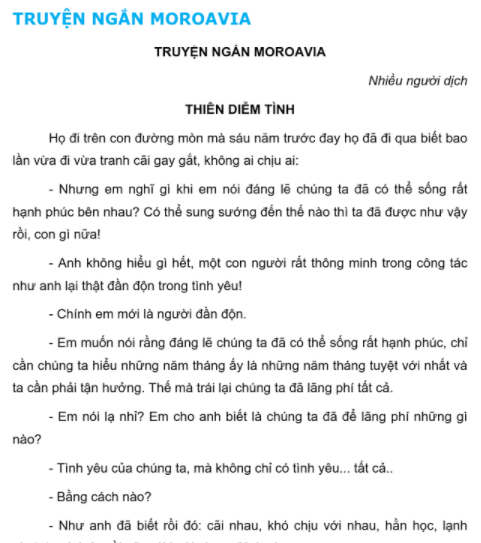 TRUYỆN NGẮN MOROAVIA
TRUYỆN NGẮN MOROAVIA
Nhiều người dịch
THIÊN DIỄM TÌNH
Họ đi trên con đường mòn mà sáu năm trước đay họ đã đi qua biết bao
lần vừa đi vừa tranh cãi gay gắt, không ai chịu ai:
- Nhưng em nghĩ gì khi em nói đáng lẽ chúng ta đã có thể sống rất
hạnh phúc bên nhau? Có thể sung sướng đến thế nào thì ta đã được như vậy
rồi, con gì nữa!
- Anh không hiểu gì hết, một con người rất thông minh trong công tác
như anh lại thật đần độn trong tình yêu!
- Chính em mới là người đần độn.
- Em muốn nói rằng đáng lẽ chúng ta đã có thể sống rất hạnh phúc, chỉ
cần chúng ta hiểu những năm tháng ấy là những năm tháng tuyệt với nhất và
ta cần phải tận hưởng. Thế mà trái lại chúng ta đã lãng phí tất cả.
- Em nói lạ nhỉ? Em cho anh biết là chúng ta đã để lãng phí những gì
nào?
- Tình yêu của chúng ta, mà không chỉ có tình yêu... tất cả..
- Bằng cách nào?
- Như anh đã biết rồi đó: cãi nhau, khó chịu với nhau, hằn học, lạnh